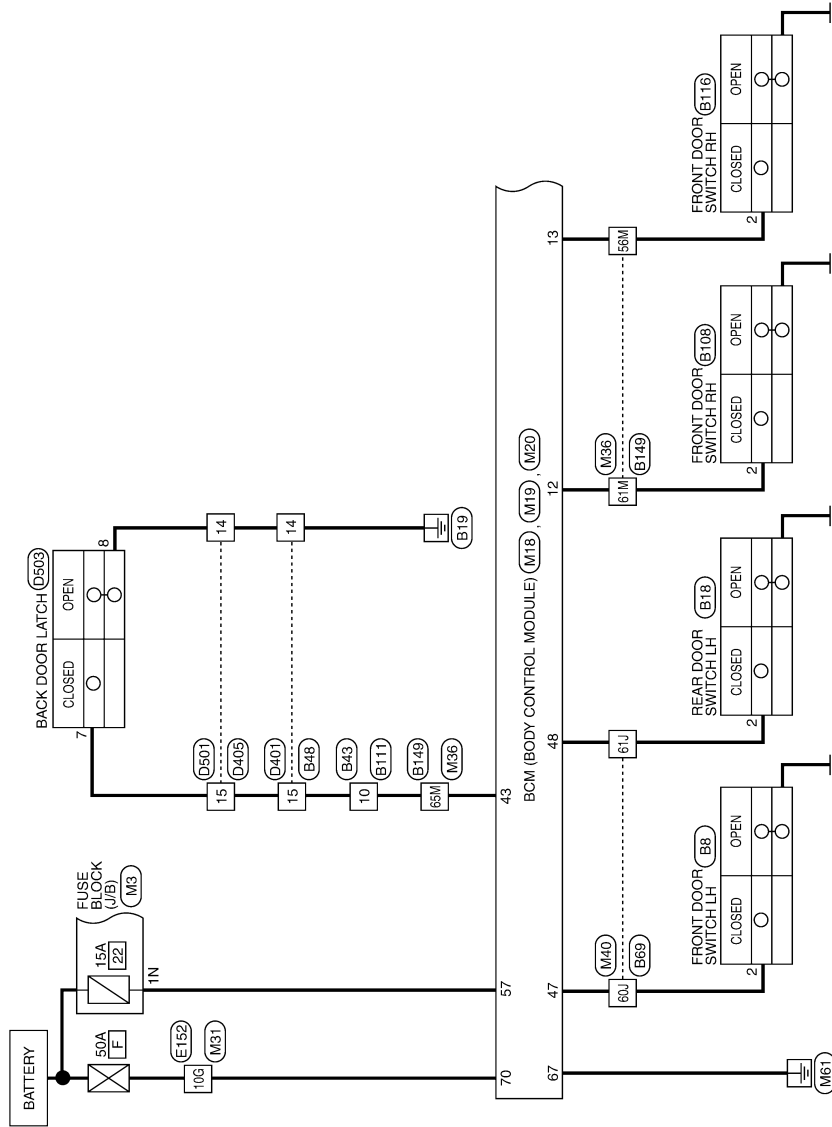 BATTERY
50A
F
10G
E152
M31
15A
22
FUSE
BLOCK
(J/B)
M3
1N
BACK DOOR LATCH D503
CLOSED
OPEN
7
8
15
D501
D405
14
15
D401
B48
14
10
B43
B111
65M
B149
M36
B19
70
57
43
BCM (BODY CONTROL MODULE) M18 , M19 , M20
67
47
48
12
13
M61
60J
M40
B69
61J
61M
M36
B149
56M
FRONT DOOR
SWITCH LH
B8
CLOSED
OPEN
2
REAR DOOR
SWITCH LH
B18
CLOSED
OPEN
2
FRONT DOOR
SWITCH RH
B108
CLOSED
OPEN
2
FRONT DOOR
SWITCH RH
B116
CLOSED
OPEN
2